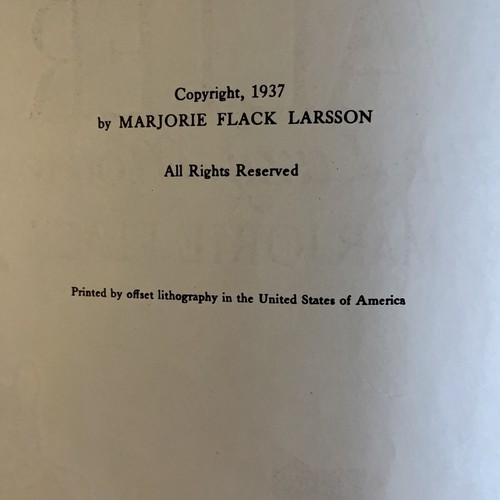 Copyright, 1937
by MARJORIE FLACK LARSSON
All Rights Reserved
Printed by offset lithography in the United States of America